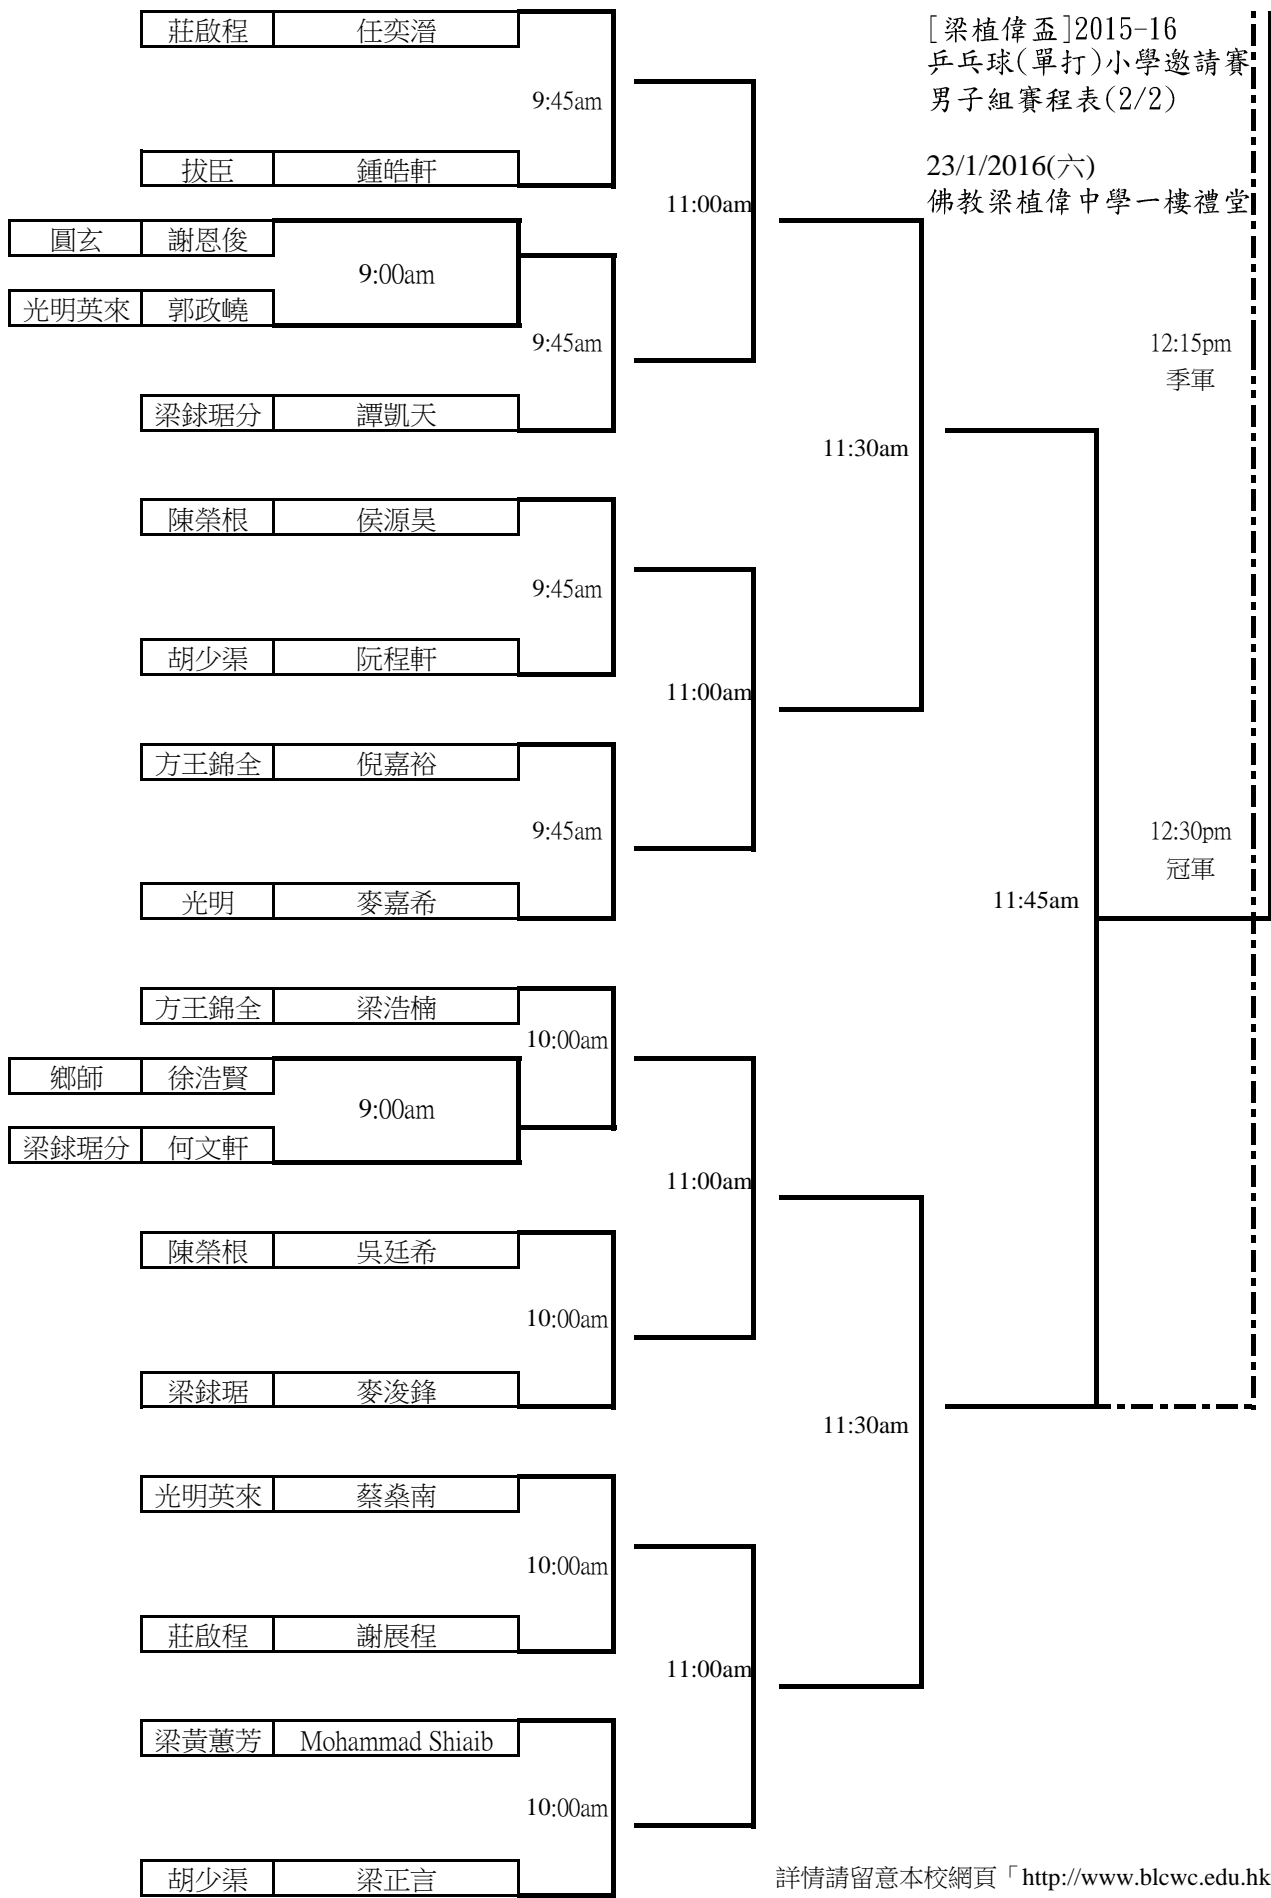 莊啟程 任奕溍
[梁植偉盃]2015-16
乒乓球(單打)小學邀請賽
男子組賽程表(2/2)
9:45am
拔臣 鍾皓軒
23/1/2016(六)
佛教梁植偉中學一樓禮堂
11:00am
圓玄 謝恩俊
9:00am
光明英來 郭政嶢
9:45am
12:15pm
季軍
梁銶琚分 譚凱天
11:30am
陳榮根 侯源昊
9:45am
胡少渠 阮程軒
11:00am
方王錦全 倪嘉裕
9:45am
12:30pm
冠軍
光明 麥嘉希
11:45am
方王錦全 梁浩楠
10:00am
鄉師 徐浩賢
9:00am
梁銶琚分 何文軒
11:00am
陳榮根 吳廷希
10:00am
梁銶琚 麥浚鋒
11:30am
光明英來 蔡燊南
10:00am
莊啟程 謝展程
11:00am
梁黃蕙芳 Mohammad Shiaib
10:00am
胡少渠 梁正言
詳情請留意本校網頁「http://www.blcwc.edu.hk